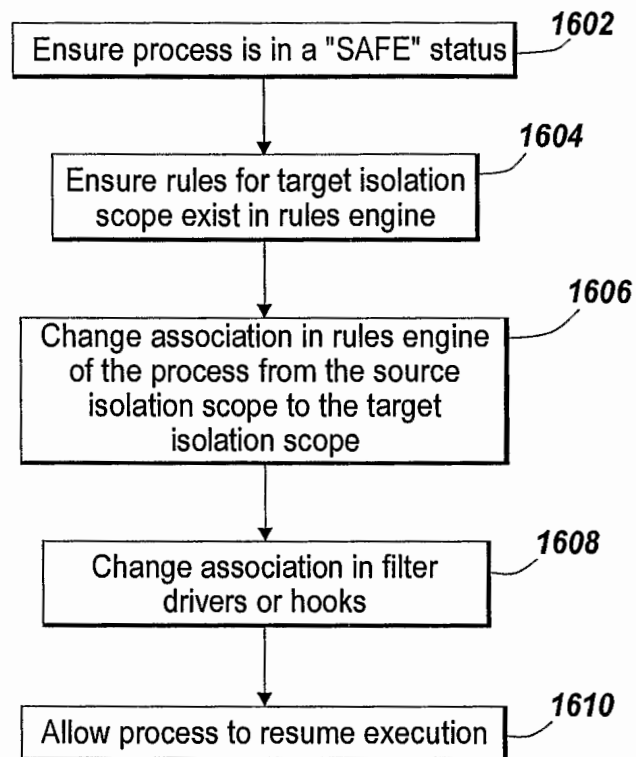 1602
Ensure process is in a "SAFE" status
1604
Ensure rules for target isolation
scope exist in rules engine
1606
Change association in rules engine
of the process from the source
isolation scope to the target
isolation scope
1608
Change association in filter
drivers or hooks
1610
Allow process to resume execution